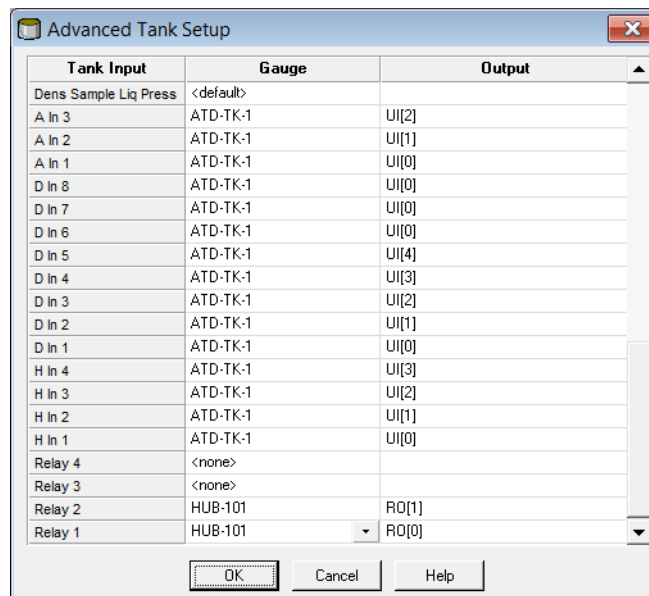 Advanced Tank Setup
Tank Input Gauge Output
Dens Sample Liq Press <default>
A In 3 ATD-TK-1 UI[2]
A In 2 ATD-TK-1 UI[1]
A In 1 ATD-TK-1 UI[0]
D In 8 ATD-TK-1 UI[0]
D In 7 ATD-TK-1 UI[0]
D In 6 ATD-TK-1 UI[0]
D In 5 ATD-TK-1 UI[4]
D In 4 ATD-TK-1 UI[3]
D In 3 ATD-TK-1 UI[2]
D In 2 ATD-TK-1 UI[1]
D In 1 ATD-TK-1 UI[0]
H In 4 ATD-TK-1 UI[3]
H In 3 ATD-TK-1 UI[2]
H In 2 ATD-TK-1 UI[1]
H In 1 ATD-TK-1 UI[0]
Relay 4 <none>
Relay 3 <none>
Relay 2 HUB-101 RO[1]
Relay 1 HUB-101 RO[0]
OK Cancel Help